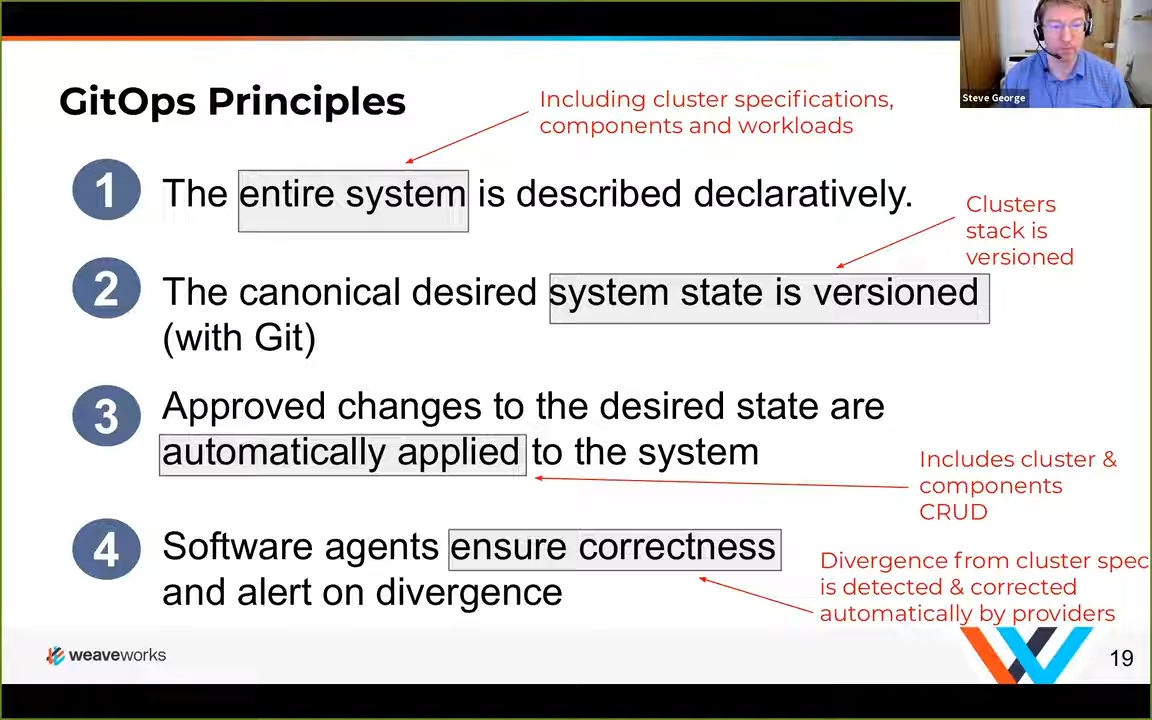 Steve George
GitOps Principles
Including cluster specifications,
components and workloads
1
The entire system is described declaratively.
Clusters
stack is
versioned
2
The canonical desired system state is versioned
(with Git)
3
Approved changes to the desired state are
automatically applied to the system
Includes cluster &
components
CRUD
4
Software agents ensure correctness
and alert on divergence
Divergence from cluster spec
is detected & corrected
automatically by providers
weaveworks
19